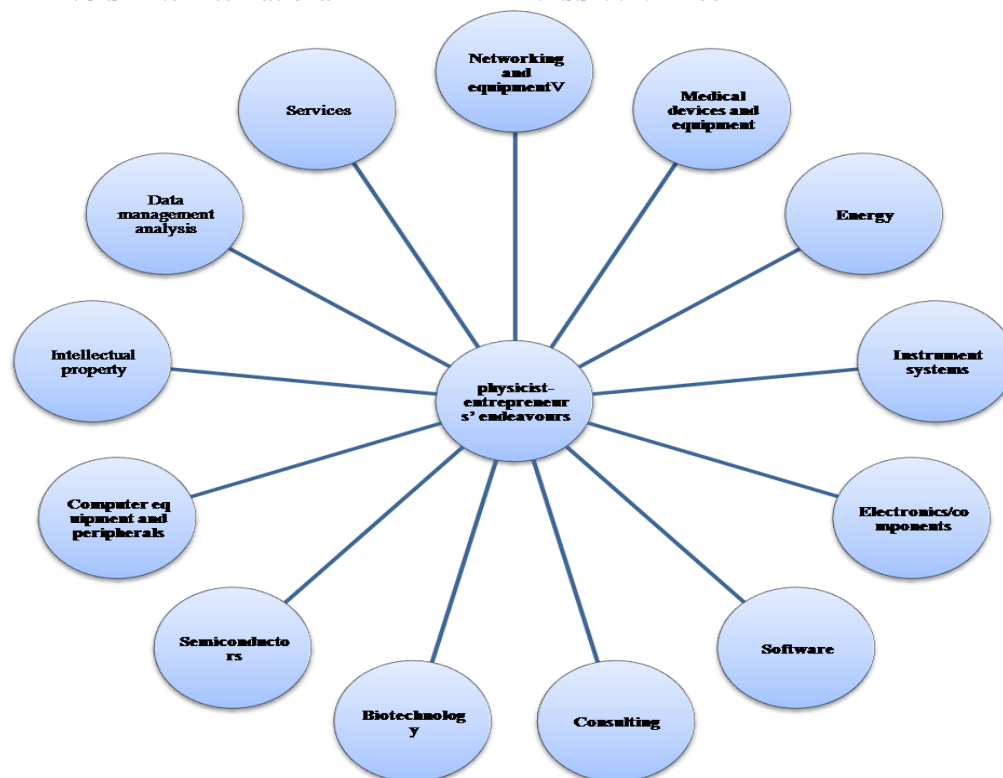 Networking
and
equipmentV
Medical
devices and
equipment
Energy
Instrument
systems
Electronics/co
mponents
Software
Consulting
Biotechnolog
y
Semiconducto
rs
Computer eq
uipment and
peripherals
Intellectual
property
Data
management
analysis
Services
physicist-
entrepreneur
s' endeavours